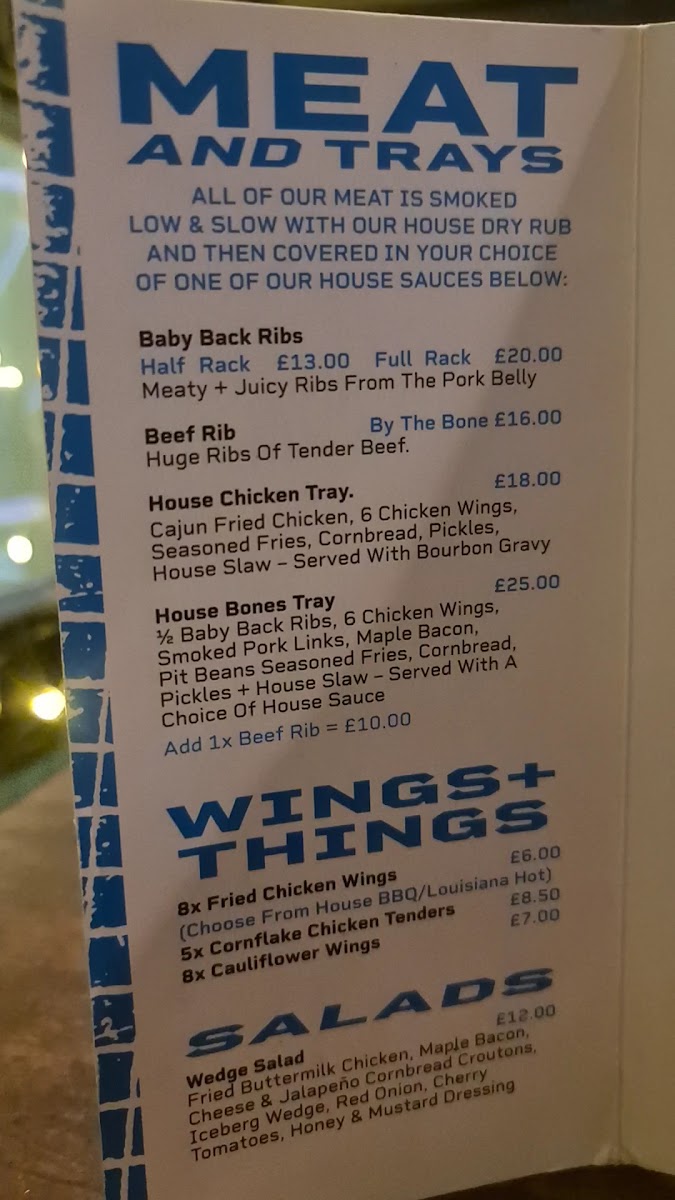 MEAT
AND TRAYS
ALL OF OUR MEAT IS SMOKED
LOW & SLOW WITH OUR HOUSE DRY RUB
AND THEN COVERED IN YOUR CHOICE
OF ONE OF OUR HOUSE SAUCES BELOW:
Baby Back Ribs
Half Rack £13.00 Full Rack £20.00
Meaty + Juicy Ribs From The Pork Belly
Beef Rib By The Bone £16.00
Huge Ribs Of Tender Beef.
House Chicken Tray. £18.00
Cajun Fried Chicken, 6 Chicken Wings,
Seasoned Fries, Cornbread, Pickles,
House Slaw – Served With Bourbon Gravy
House Bones Tray £25.00
½ Baby Back Ribs, 6 Chicken Wings,
Smoked Pork Links, Maple Bacon,
Pit Beans Seasoned Fries, Cornbread,
Pickles + House Slaw – Served With A
Choice Of House Sauce
Add 1x Beef Rib = £10.00
WINGS+
THINGS
8x Fried Chicken Wings £6.00
(Choose From House BBQ/Louisiana Hot)
5x Cornflake Chicken Tenders £8.50
8x Cauliflower Wings £7.00
SALADS
Wedge Salad £12.00
Fried Buttermilk Chicken, Maple Bacon,
Cheese & Jalapeño Cornbread Croutons,
Iceberg Wedge, Red Onion, Cherry
Tomatoes, Honey & Mustard Dressing